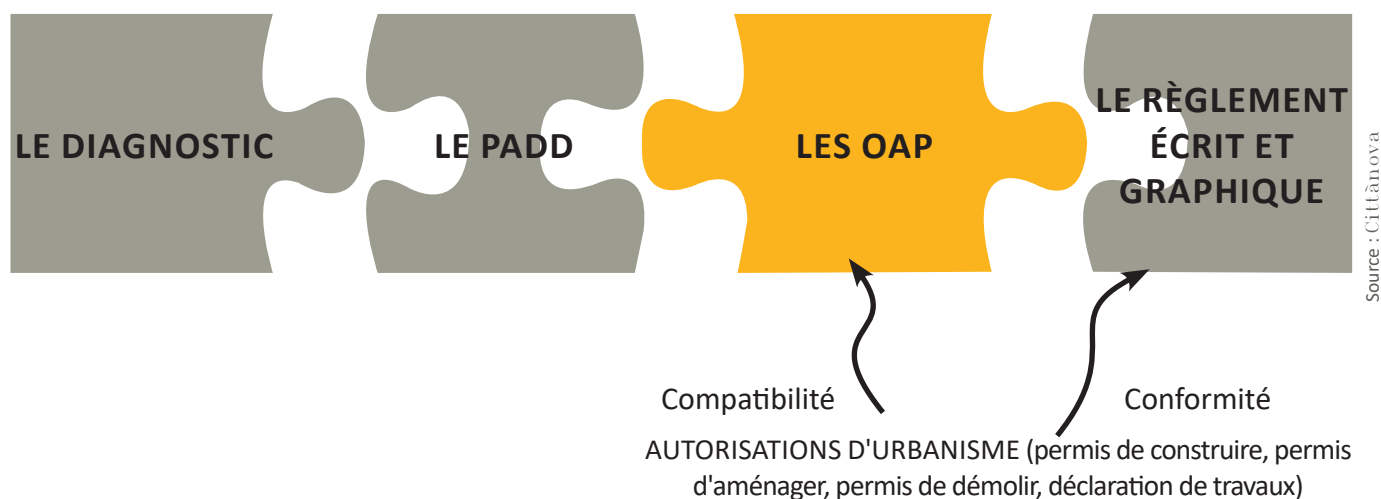 LE DIAGNOSTIC
LE PADD
LES OAP
LE RÈGLEMENT
ÉCRIT ET
GRAPHIQUE
Source : Cittànova
Compatibilité
Conformité
AUTORISATIONS D'URBANISME (permis de construire, permis
d'aménager, permis de démolir, déclaration de travaux)